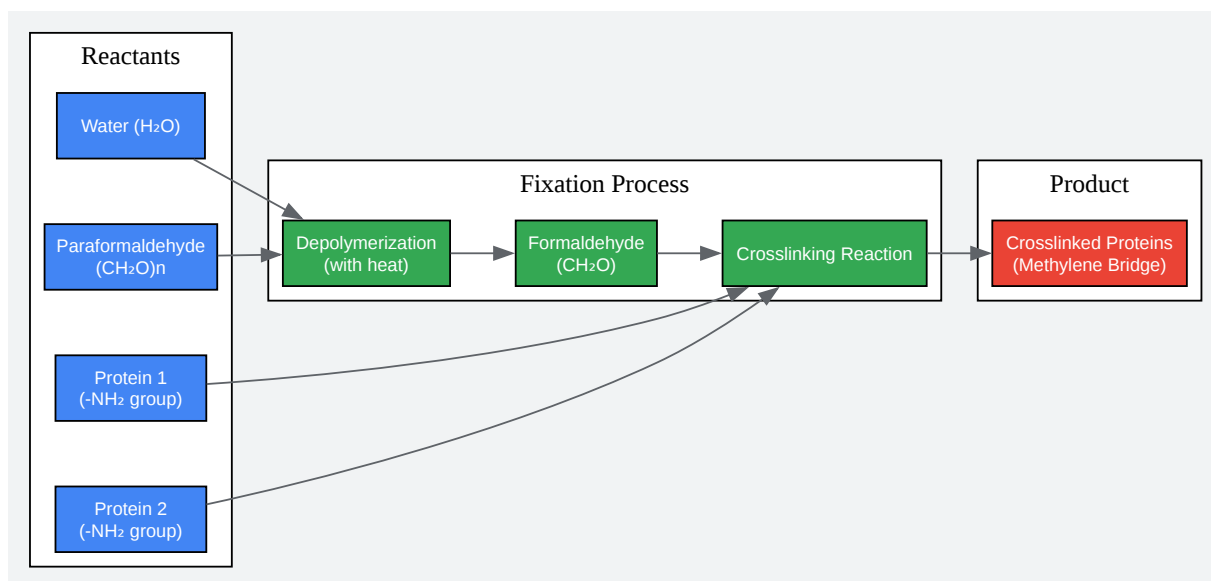 Reactants
Water (H₂O)
Paraformaldehyde
(CH₂O)n
Protein 1
(-NH₂ group)
Protein 2
(-NH₂ group)
Fixation Process
Depolymerization
(with heat)
Formaldehyde
(CH₂O)
Crosslinking Reaction
Product
Crosslinked Proteins
(Methylene Bridge)